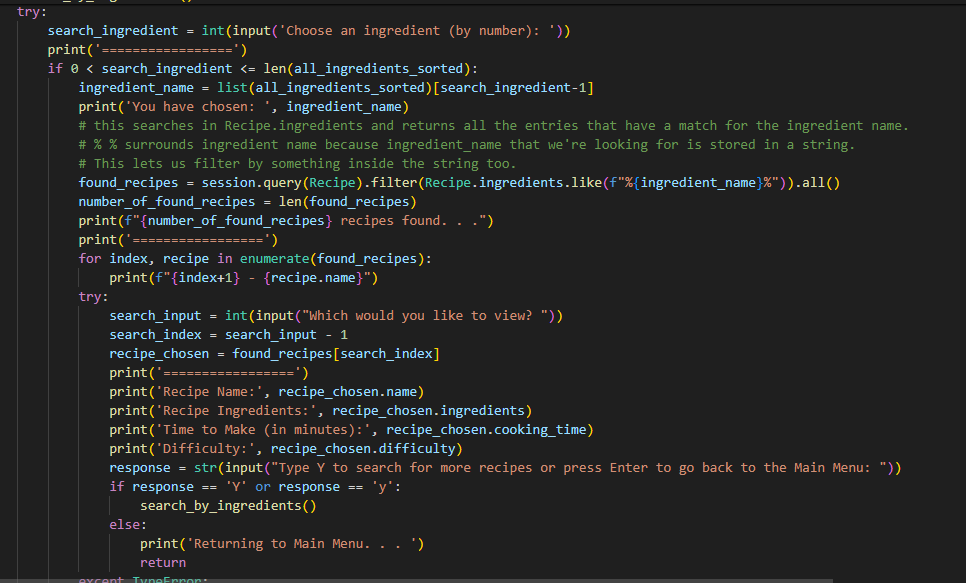 try:
search_ingredient = int(input('Choose an ingredient (by number): '))
print('=================')
if 0 < search_ingredient <= len(all_ingredients_sorted):
ingredient_name = list(all_ingredients_sorted)[search_ingredient-1]
print('You have chosen: ', ingredient_name)
# this searches in Recipe.ingredients and returns all the entries that have a match for the ingredient name.
# % % surrounds ingredient name because ingredient_name that we're looking for is stored in a string.
# This lets us filter by something inside the string too.
found_recipes = session.query(Recipe).filter(Recipe.ingredients.like(f"%{ingredient_name}%")).all()
number_of_found_recipes = len(found_recipes)
print(f"{number_of_found_recipes} recipes found. . .")
print('=================')
for index, recipe in enumerate(found_recipes):
print(f"{index+1} - {recipe.name}")
try:
search_input = int(input("Which would you like to view? "))
search_index = search_input - 1
recipe_chosen = found_recipes[search_index]
print('=================')
print('Recipe Name:', recipe_chosen.name)
print('Recipe Ingredients:', recipe_chosen.ingredients)
print('Time to Make (in minutes):', recipe_chosen.cooking_time)
print('Difficulty:', recipe_chosen.difficulty)
response = str(input("Type Y to search for more recipes or press Enter to go back to the Main Menu: "))
if response == 'Y' or response == 'y':
search_by_ingredients()
else:
print('Returning to Main Menu. . . ')
return
except TypeError: